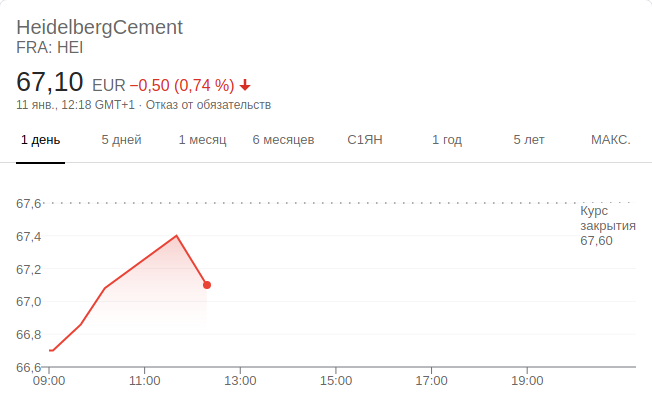 HeidelbergCement
FRA: HEI
67,10 EUR −0,50 (0,74 %)
11 янв., 12:18 GMT+1 · Отказ от обязательств
1 день 5 дней 1 месяц 6 месяцев С1ЯН 1 год 5 лет МАКС.
67,6
Курс
закрытия
67,60
67,4
67,2
67,0
66,8
66,6
09:00 11:00 13:00 15:00 17:00 19:00